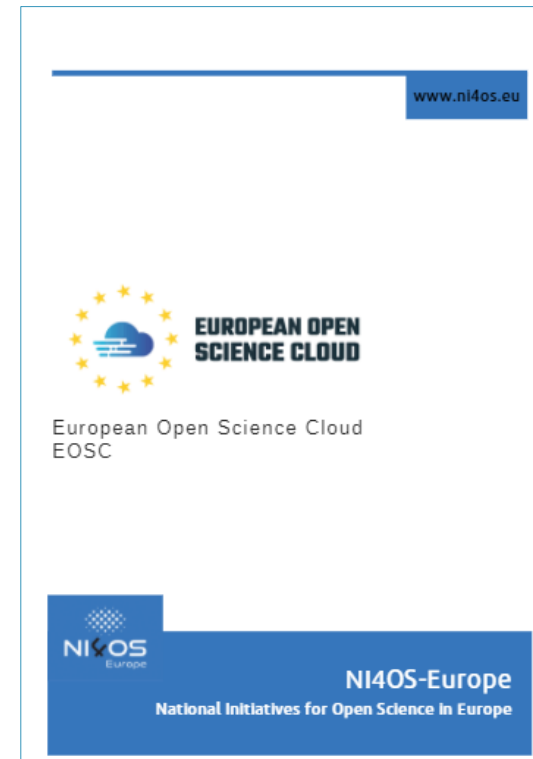 www.ni4os.eu
EUROPEAN OPEN
SCIENCE CLOUD
European Open Science Cloud
EOSC
NI4OS
Europe
NI4OS-Europe
National Initiatives for Open Science in Europe